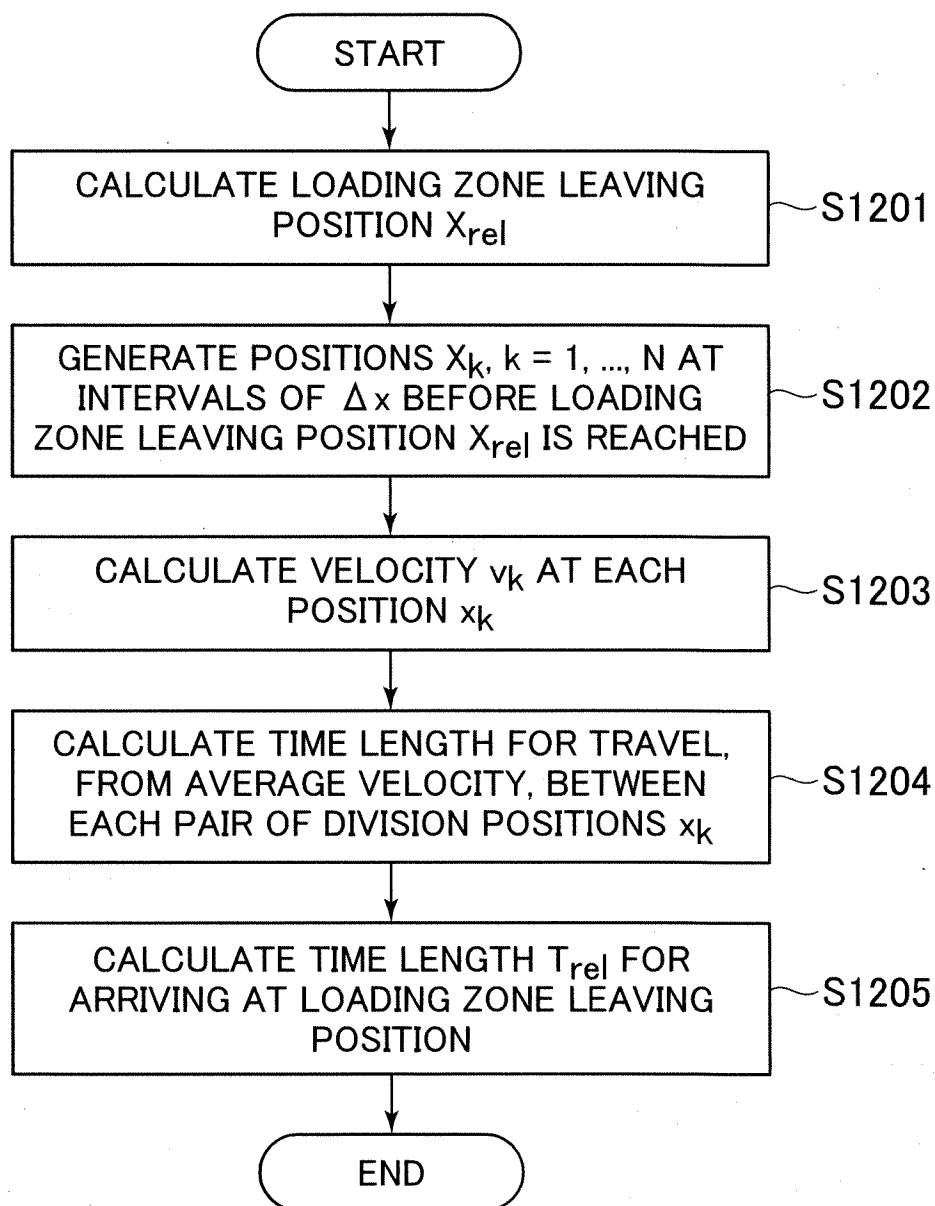 START
CALCULATE LOADING ZONE LEAVING
POSITION Xrel
S1201
GENERATE POSITIONS Xk, k = 1, ..., N AT
INTERVALS OF Δx BEFORE LOADING
ZONE LEAVING POSITION Xrel IS REACHED
S1202
CALCULATE VELOCITY vk AT EACH
POSITION xk
S1203
CALCULATE TIME LENGTH FOR TRAVEL,
FROM AVERAGE VELOCITY, BETWEEN
EACH PAIR OF DIVISION POSITIONS xk
S1204
CALCULATE TIME LENGTH Trel FOR
ARRIVING AT LOADING ZONE LEAVING
POSITION
S1205
END